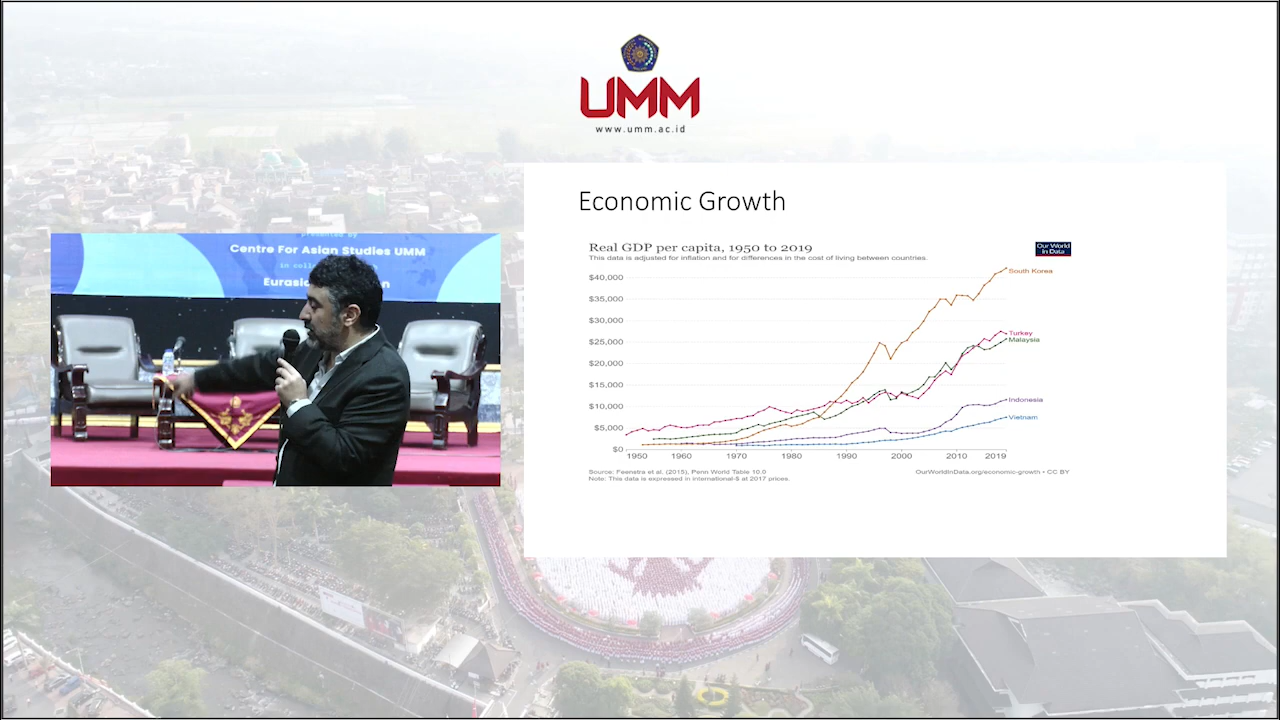 UMM
www.umm.ac.id
presented by
Centre For Asian Studies UMM
Economic Growth
Real GDP per capita, 1950 to 2019
This data is adjusted for inflation and for differences in the cost of living between countries.
Our World
in Data
$40,000
$35,000
$30,000
$25,000
$20,000
$15,000
$10,000
$5,000
$0
South Korea
Turkey
Malaysia
Indonesia
Vietnam
1950 1960 1970 1980 1990 2000 2010 2019
Source: Feenstra et al. (2015), Penn World Table 10.0
OurWorldInData.org/economic-growth • CC BY
Note: This data is expressed in international-$ at 2017 prices.